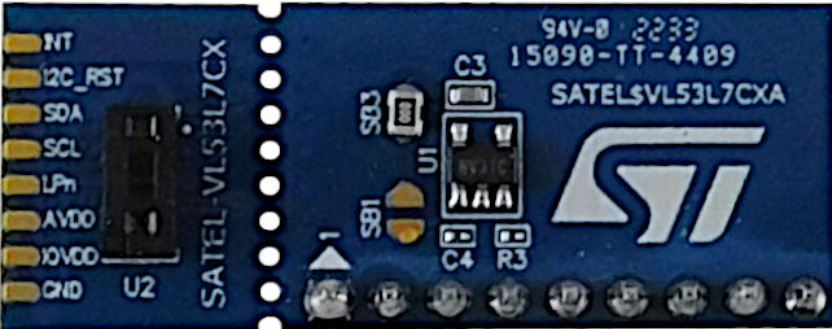 INT
I2C_RST
SDA
SCL
LPn
AVDD
IOVDD
GND
U2
SATEL-VL53L7CX
94V-0 2233
15090-TT-4409
SATEL$VL53L7CXA
C3
SB3
U1
SB1
C4
R3
1
ST